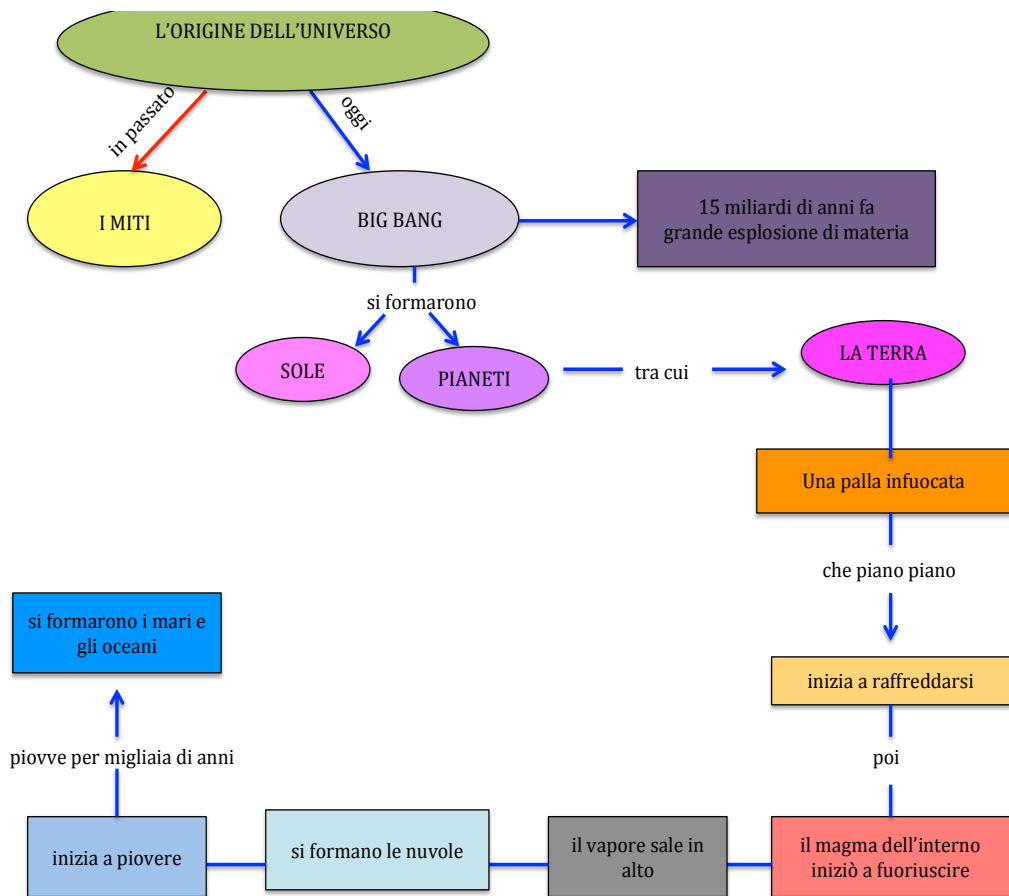 L'ORIGINE DELL'UNIVERSO
in passato
oggi
I MITI
BIG BANG
15 miliardi di anni fa
grande esplosione di materia
si formarono
SOLE
PIANETI
tra cui
LA TERRA
Una palla infuocata
che piano piano
inizia a raffreddarsi
poi
il magma dell'interno
iniziò a fuoriuscire
il vapore sale in
alto
si formano le nuvole
inizia a piovere
piovve per migliaia di anni
si formarono i mari e
gli oceani